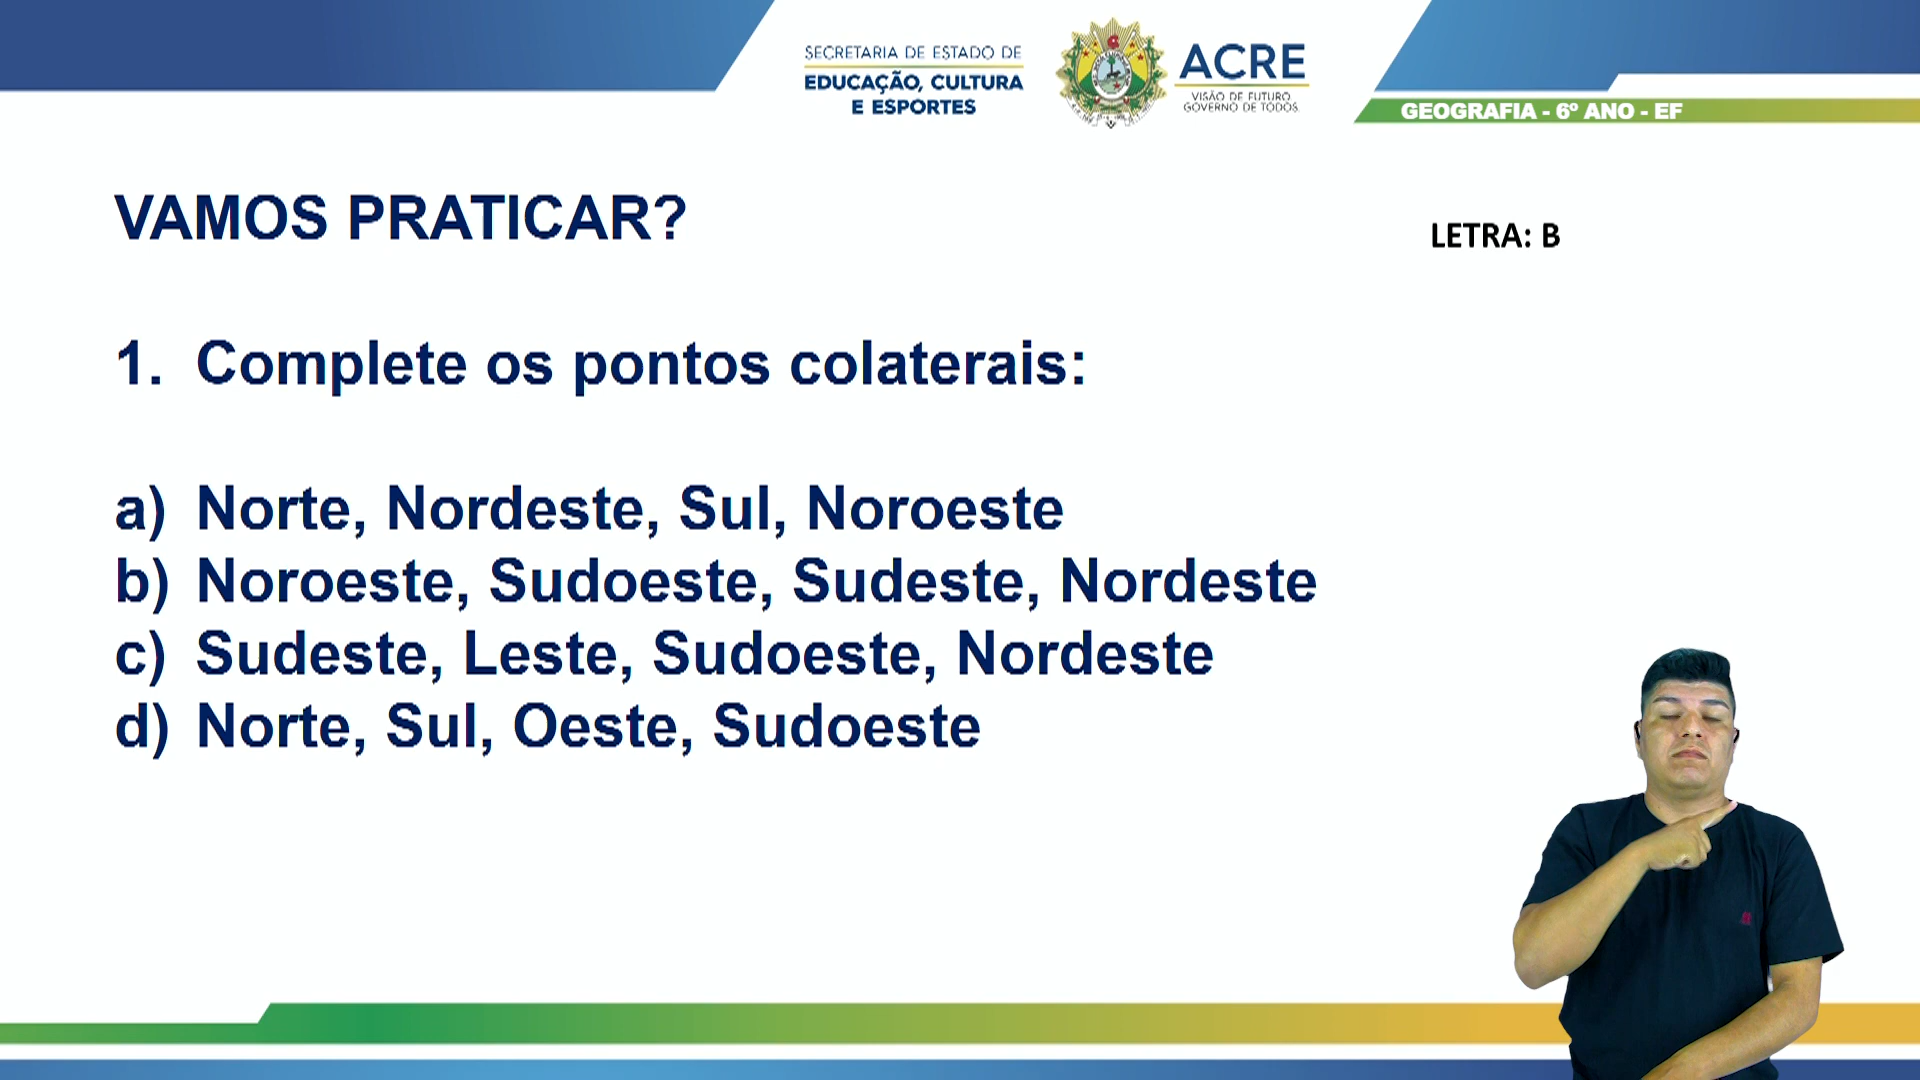 SECRETARIA DE ESTADO DE
EDUCAÇÃO, CULTURA
E ESPORTES
ACRE
VISÃO DE FUTURO
GOVERNO DE TODOS
GEOGRAFIA - 6º ANO - EF
VAMOS PRATICAR?
LETRA: B
1. Complete os pontos colaterais:
a) Norte, Nordeste, Sul, Noroeste
b) Noroeste, Sudoeste, Sudeste, Nordeste
c) Sudeste, Leste, Sudoeste, Nordeste
d) Norte, Sul, Oeste, Sudoeste